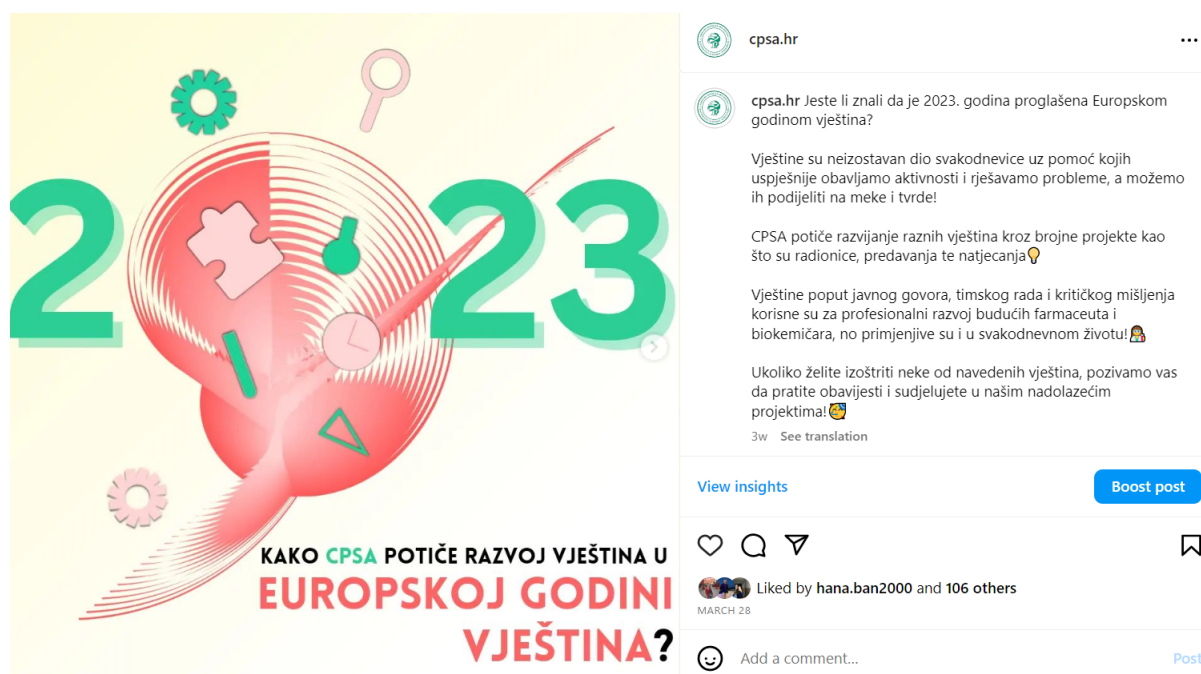 2023
KAKO CPSA POTIČE RAZVOJ VJEŠTINA U
EUROPSKOJ GODINI
VJEŠTINA?
cpsa.hr
cpsa.hr Jeste li znali da je 2023. godina proglašena Europskom
godinom vještina?
Vještine su neizostavan dio svakodnevice uz pomoć kojih
uspješnije obavljamo aktivnosti i rješavamo probleme, a možemo
ih podijeliti na meke i tvrde!
CPSA potiče razvijanje raznih vještina kroz brojne projekte kao
što su radionice, predavanja te natjecanja💡
Vještine poput javnog govora, timskog rada i kritičkog mišljenja
korisne su za profesionalni razvoj budućih farmaceuta i
biokemičara, no primjenjive su i u svakodnevnom životu!👩‍🔬
Ukoliko želite izoštriti neke od navedenih vještina, pozivamo vas
da pratite obavijesti i sudjelujete u našim nadolazećim
projektima!🥳
3w See translation
View insights
Boost post
Liked by hana.ban2000 and 106 others
MARCH 28
Add a comment...
Post